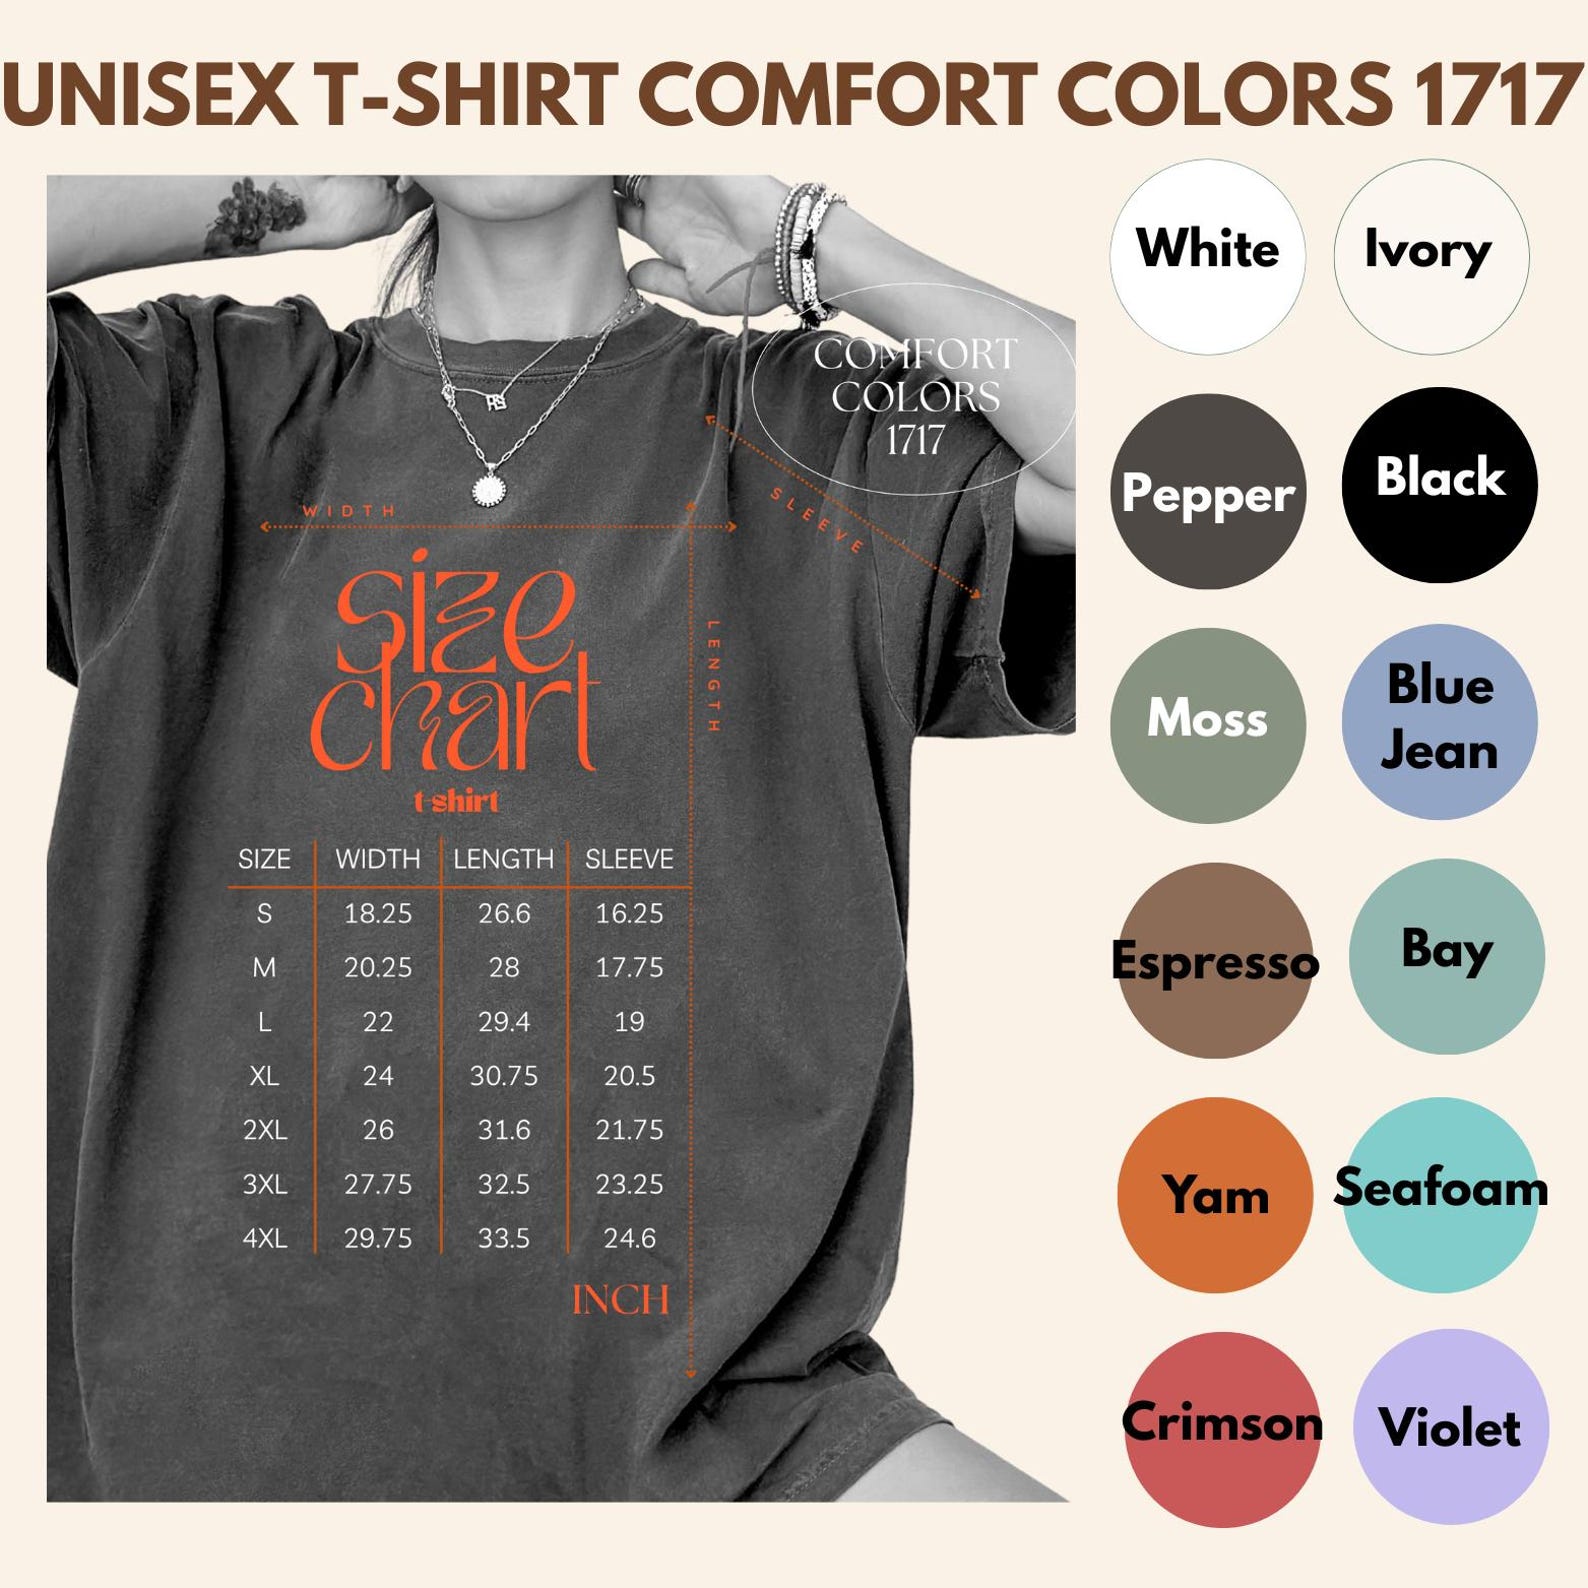 UNISEX T-SHIRT COMFORT COLORS 1717
COMFORT
COLORS
1717
WIDTH
SLEEVE
LENGTH
size
chart
t-shirt
SIZE WIDTH LENGTH SLEEVE
S 18.25 26.6 16.25
M 20.25 28 17.75
L 22 29.4 19
XL 24 30.75 20.5
2XL 26 31.6 21.75
3XL 27.75 32.5 23.25
4XL 29.75 33.5 24.6
INCH
White
Ivory
Pepper
Black
Moss
Blue
Jean
Espresso
Bay
Yam
Seafoam
Crimson
Violet